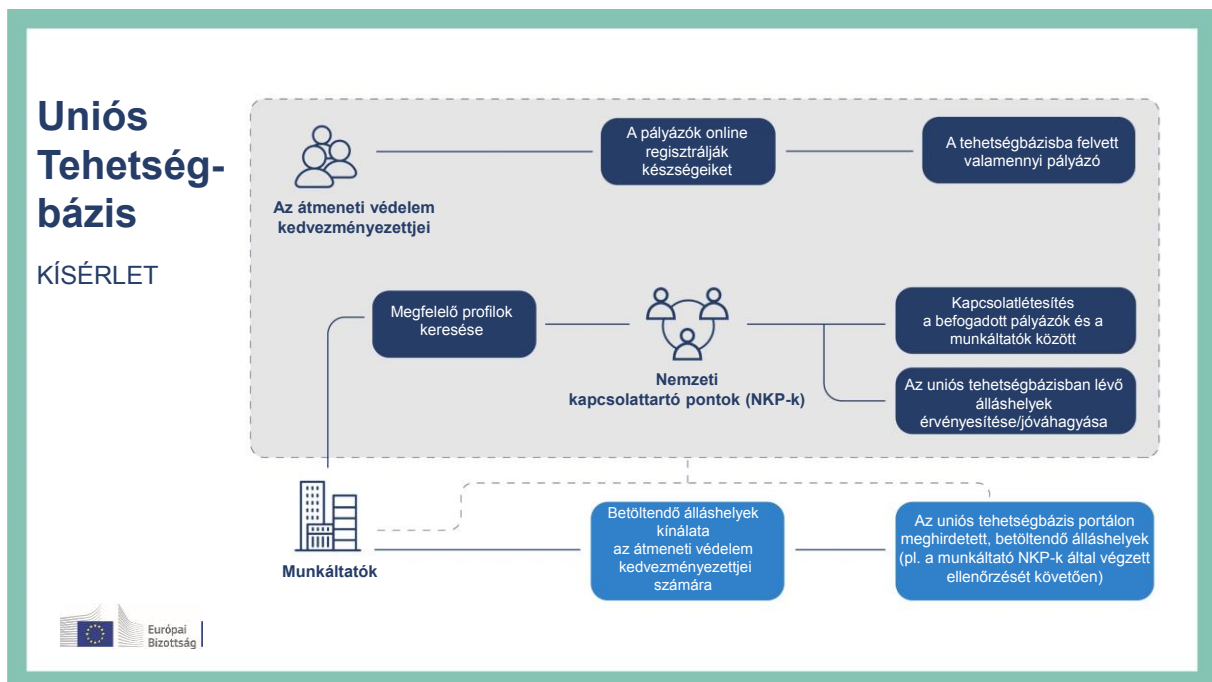 Uniós
Tehetség-
bázis
KÍSÉRLET
Az átmeneti védelem
kedvezményezettjei
A pályázók online
regisztrálják
készségeiket
A tehetségbázisba felvett
valamennyi pályázó
Megfelelő profilok
keresése
Nemzeti
kapcsolattartó pontok (NKP-k)
Kapcsolatlétesítés
a befogadott pályázók és a
munkáltatók között
Az uniós tehetségbázisban lévő
álláshelyek
érvényesítése/jóváhagyása
Munkáltatók
Betöltendő álláshelyek
kínálata
az átmeneti védelem
kedvezményezettjei
számára
Az uniós tehetségbázis portálon
meghirdetett, betöltendő álláshelyek
(pl. a munkáltató NKP-k által végzett
ellenőrzését követően)
Európai
Bizottság